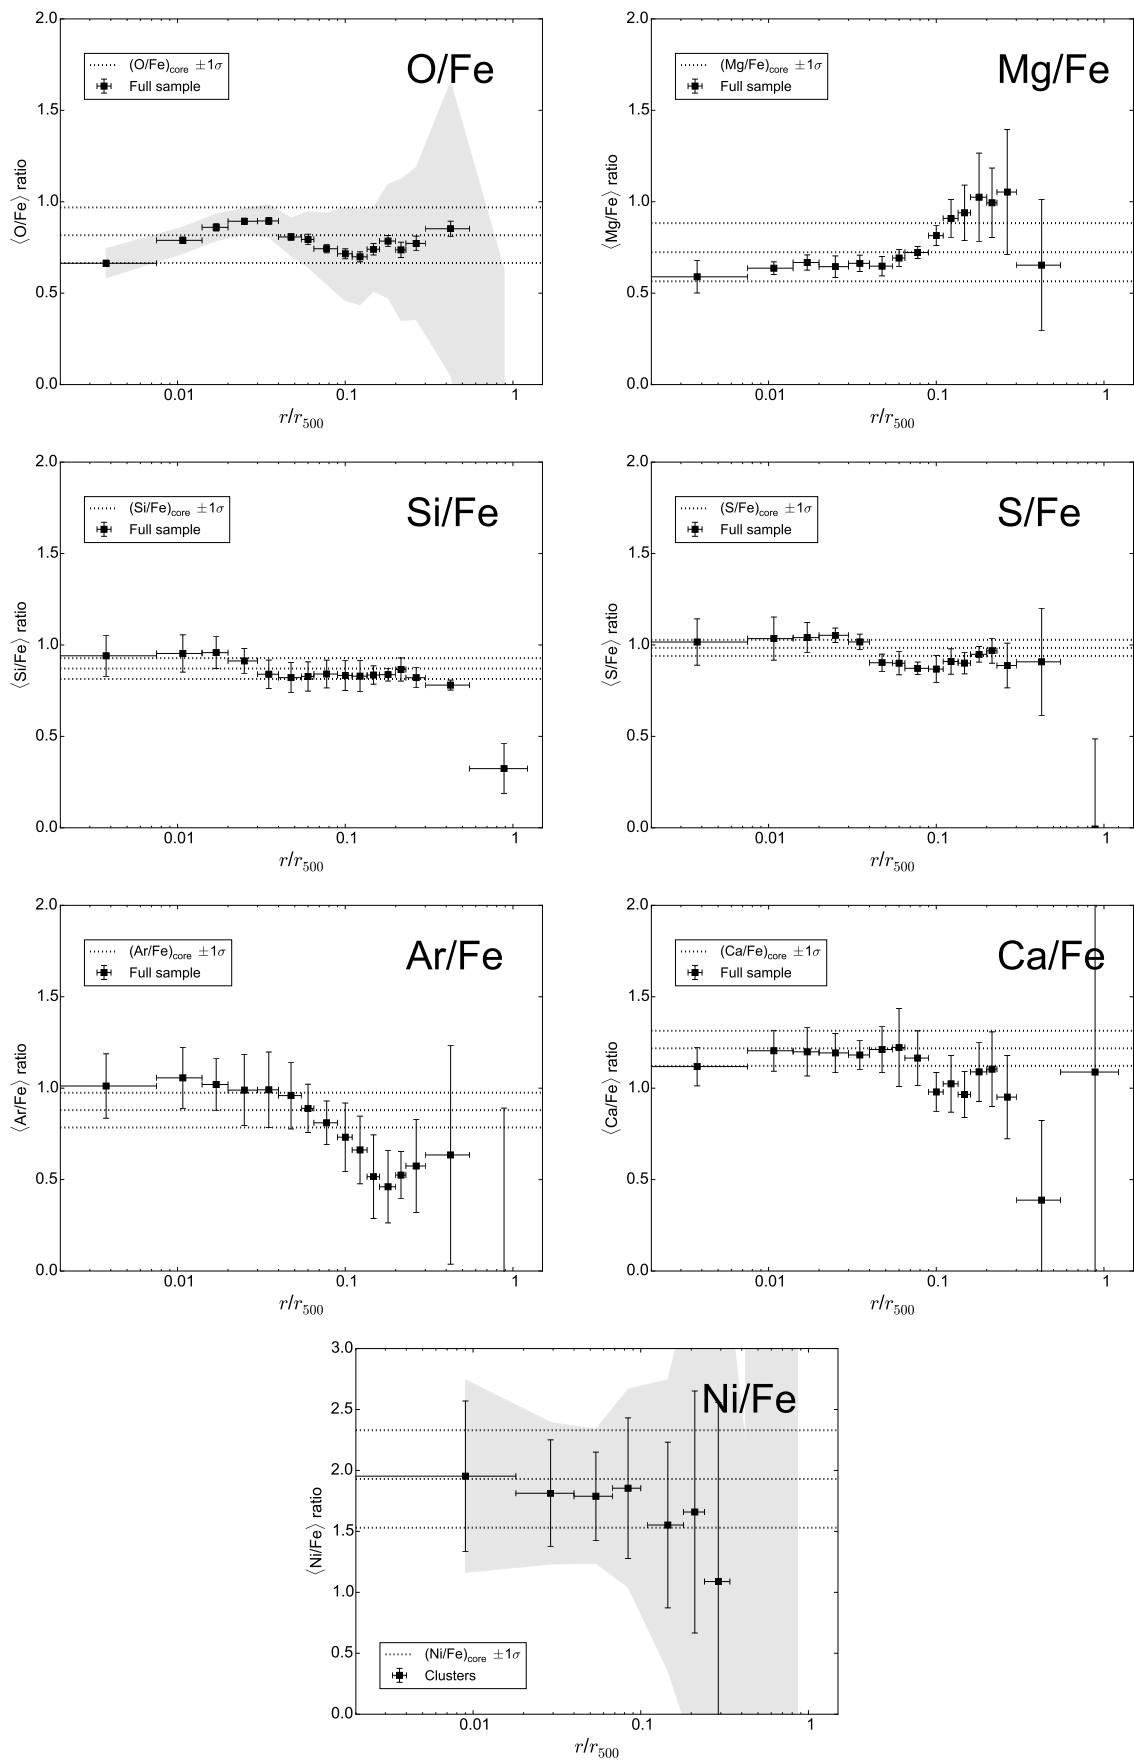 2.0
1.5
1.0
0.5
0.0
⟨O/Fe⟩ ratio
(O/Fe)core ±1σ
Full sample
O/Fe
0.01 0.1 1
r/r500
2.0
1.5
1.0
0.5
0.0
⟨Mg/Fe⟩ ratio
(Mg/Fe)core ±1σ
Full sample
Mg/Fe
0.01 0.1 1
r/r500
2.0
1.5
1.0
0.5
0.0
⟨Si/Fe⟩ ratio
(Si/Fe)core ±1σ
Full sample
Si/Fe
0.01 0.1 1
r/r500
2.0
1.5
1.0
0.5
0.0
⟨S/Fe⟩ ratio
(S/Fe)core ±1σ
Full sample
S/Fe
0.01 0.1 1
r/r500
2.0
1.5
1.0
0.5
0.0
⟨Ar/Fe⟩ ratio
(Ar/Fe)core ±1σ
Full sample
Ar/Fe
0.01 0.1 1
r/r500
2.0
1.5
1.0
0.5
0.0
⟨Ca/Fe⟩ ratio
(Ca/Fe)core ±1σ
Full sample
Ca/Fe
0.01 0.1 1
r/r500
3.0
2.5
2.0
1.5
1.0
0.5
0.0
⟨Ni/Fe⟩ ratio
Ni/Fe
(Ni/Fe)core ±1σ
Clusters
0.01 0.1 1
r/r500